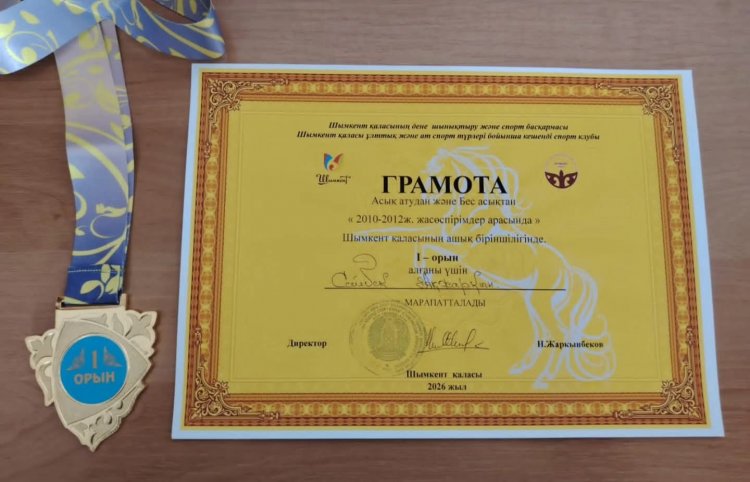 Шымкент қаласының дене шынықтыру және спорт басқармасы
Шымкент қаласы ұлттық және ат спорт түрлері бойынша кешенді спорт клубы
Шымкент
ГРАМОТА
Асық атудан және Бес асықтан
« 2010-2012ж. жасөспірімдер арасында »
Шымкент қаласының ашық біріншілігінде.
I – орын
алғаны үшін
МАРАПАТТАЛАДЫ
Директор Н.Жаркынбеков
Шымкент қаласы
2026 жыл
1
ОРЫН